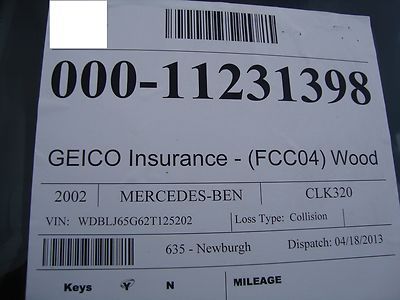 000-11231398
GEICO Insurance - (FCC04) Wood
2002 MERCEDES-BEN CLK320
VIN: WDBLJ65G62T125202 Loss Type: Collision
635 - Newburgh Dispatch: 04/18/2013
Keys Y N MILEAGE